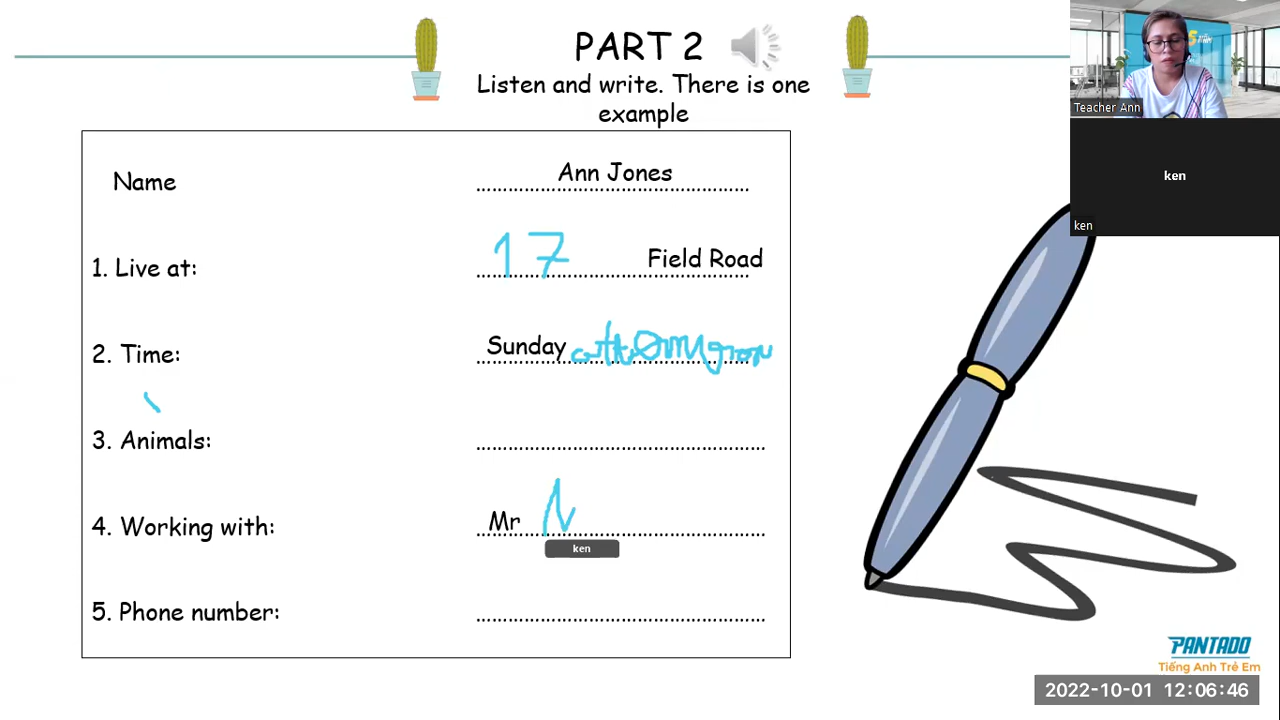 PART 2
Listen and write. There is one
example
Teacher Ann
ken
ken
Name Ann Jones
1. Live at: 17 Field Road
2. Time: Sunday
3. Animals:
4. Working with: Mr
ken
5. Phone number:
PANTADO
Tiếng Anh Trẻ Em
2022-10-01 12:06:46